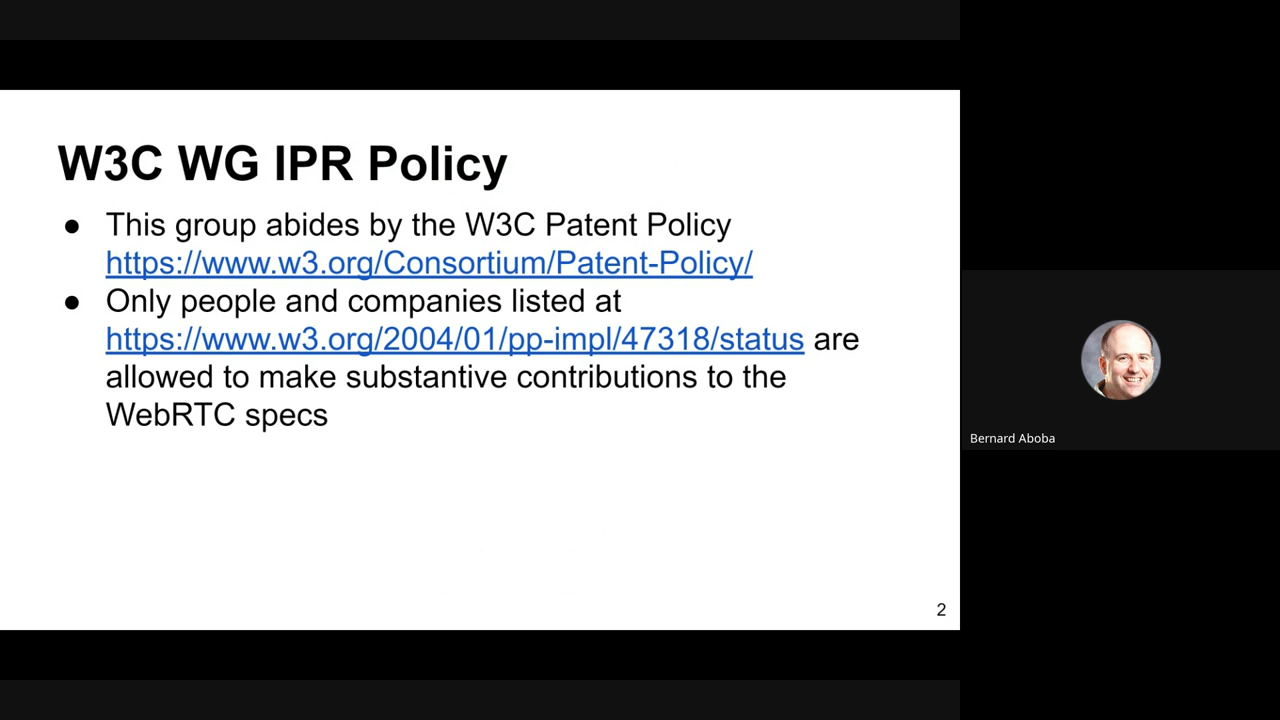 W3C WG IPR Policy
● This group abides by the W3C Patent Policy
https://www.w3.org/Consortium/Patent-Policy/
● Only people and companies listed at
https://www.w3.org/2004/01/pp-impl/47318/status are
allowed to make substantive contributions to the
WebRTC specs
2
Bernard Aboba